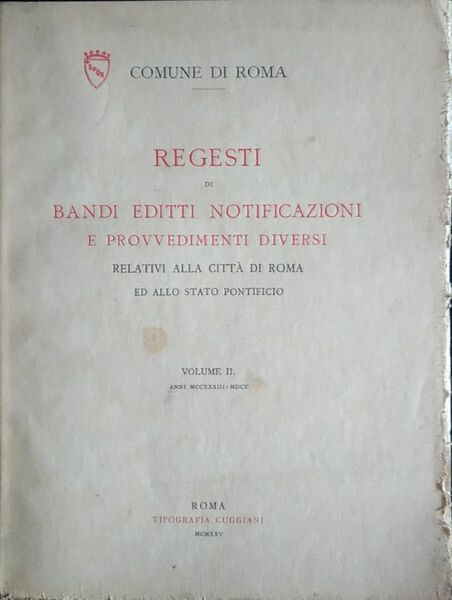 SPQR
COMUNE DI ROMA
REGESTI
DI
BANDI EDITTI NOTIFICAZIONI
E PROVVEDIMENTI DIVERSI
RELATIVI ALLA CITTÀ DI ROMA
ED ALLO STATO PONTIFICIO
VOLUME II.
ANNI MCCXXXIII-MDCV
ROMA
TIPOGRAFIA CUGGIANI
MCMXXV